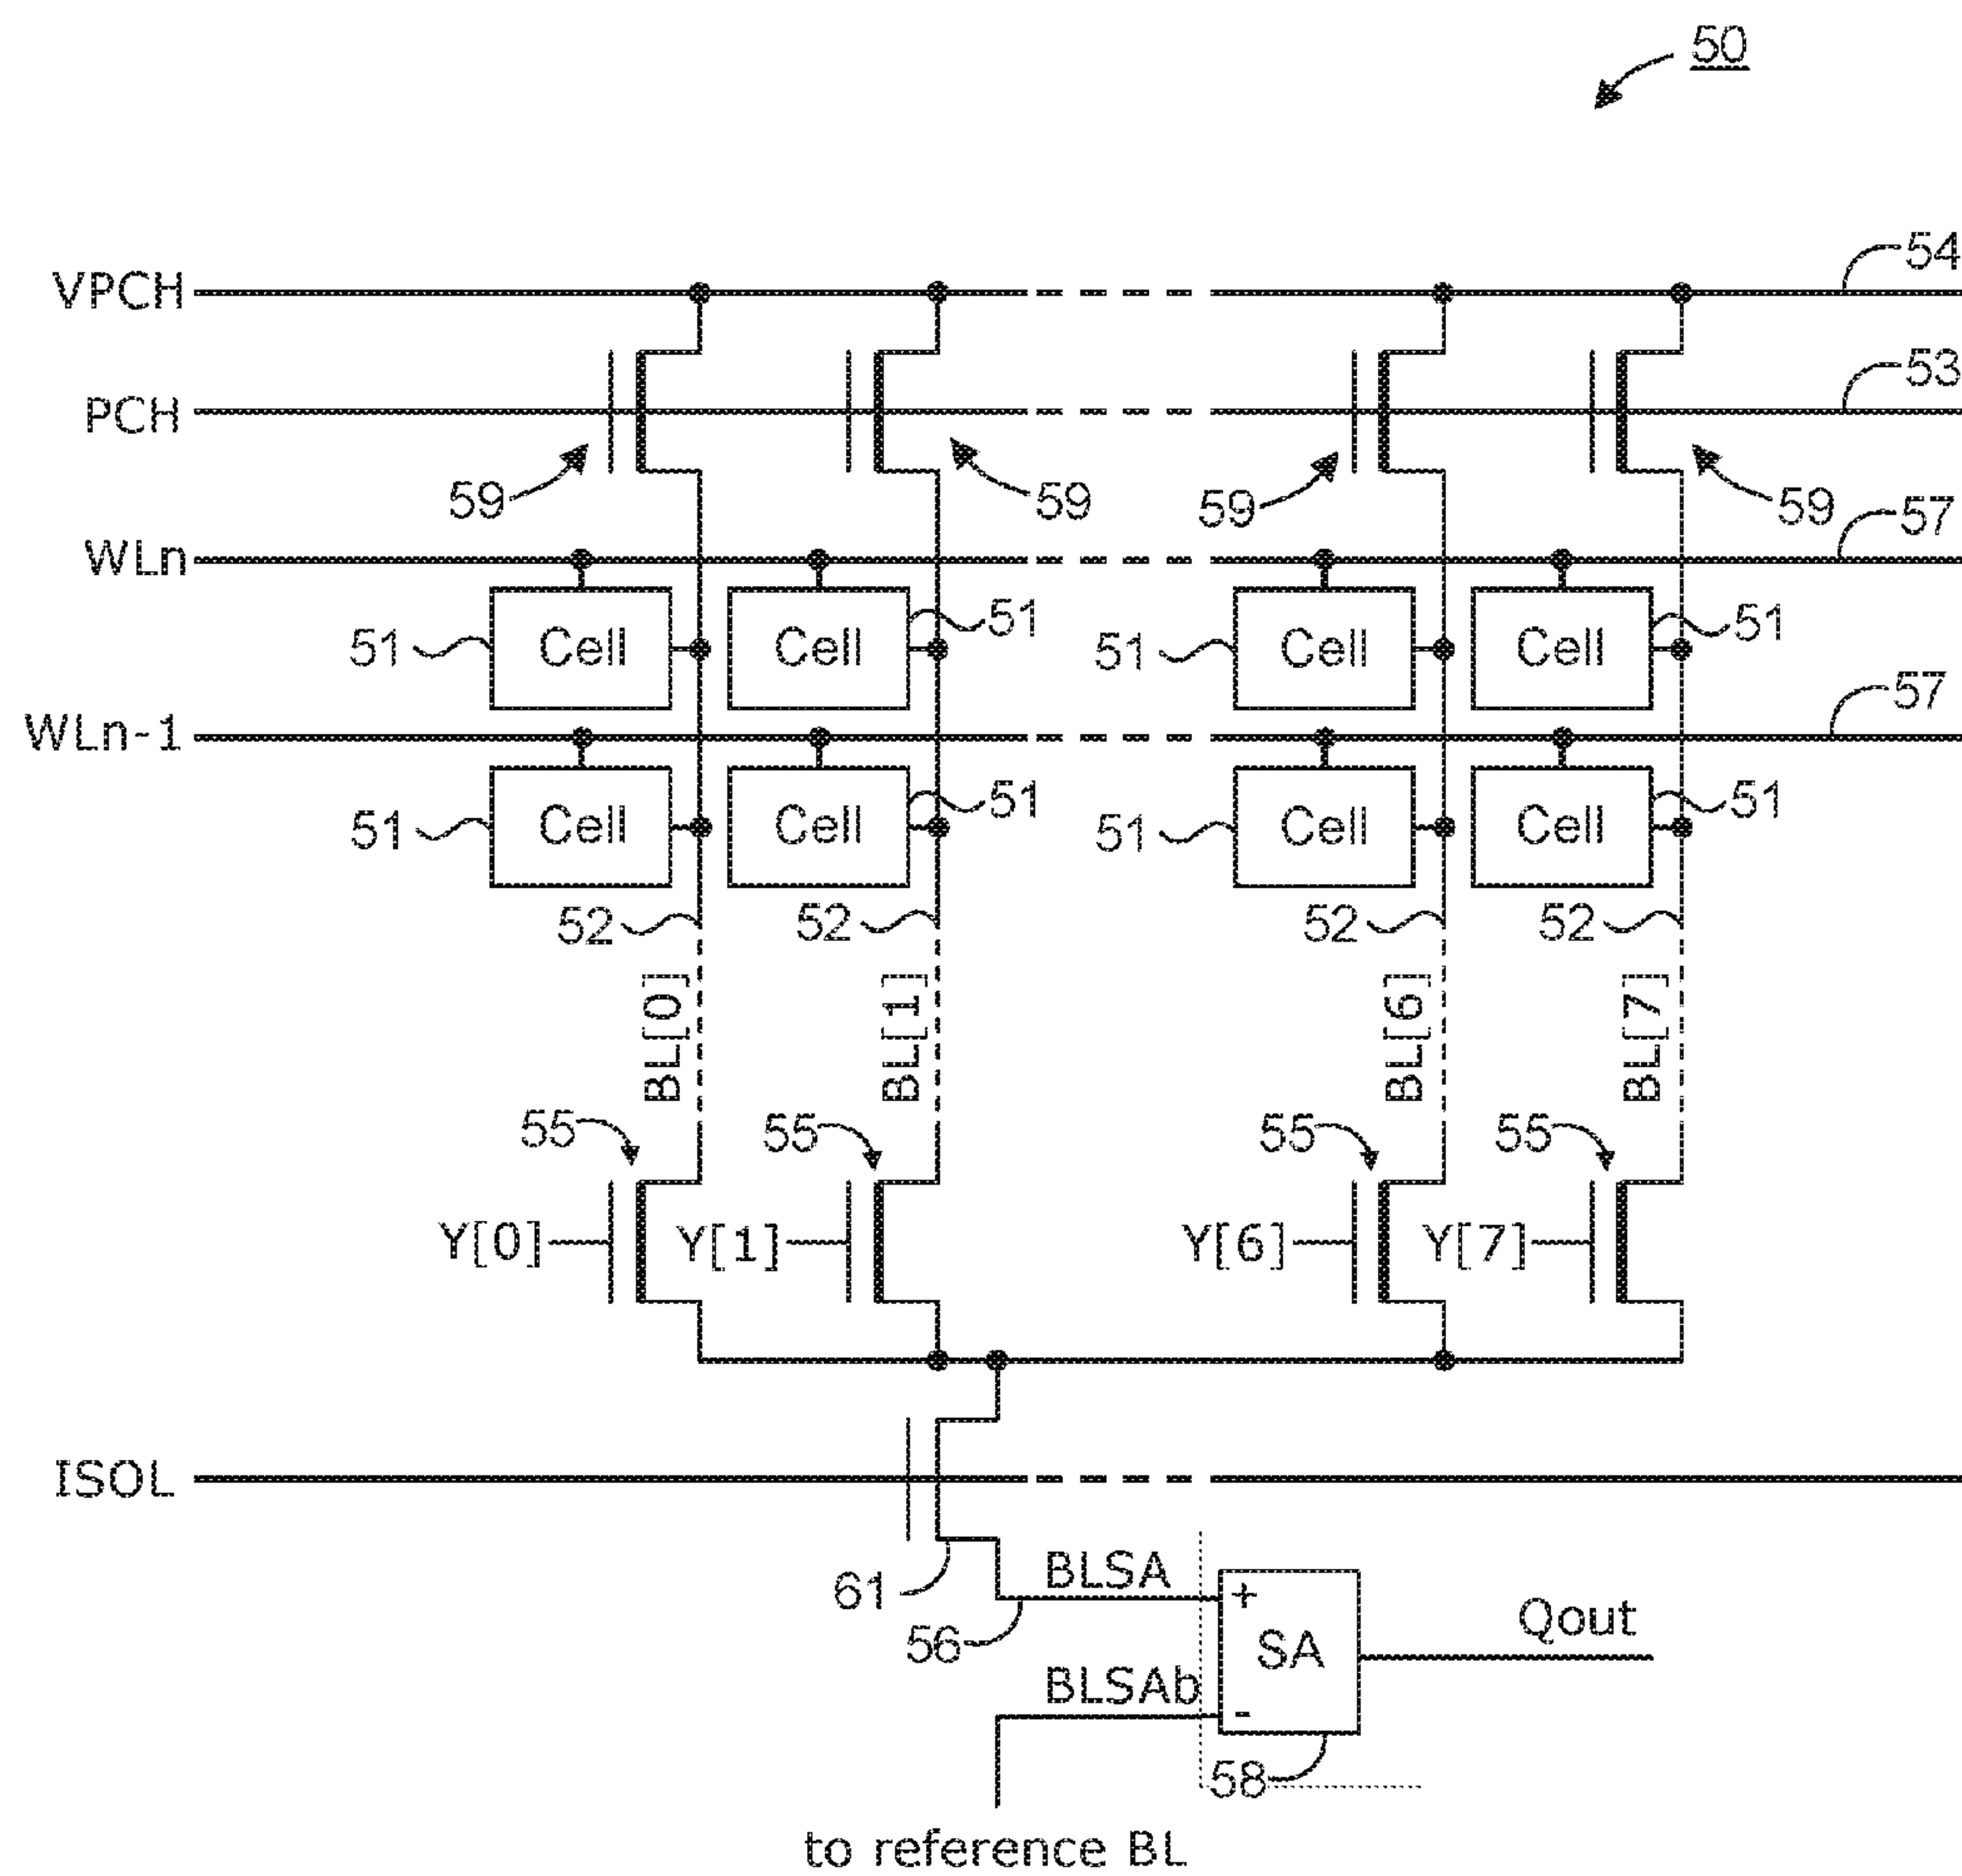 50
VPCH
54
PCH
53
59 59 59 59
WLn
57
51 Cell Cell 51 51 Cell Cell 51
WLn-1
57
51 Cell Cell 51 51 Cell Cell 51
52 52 52 52
BL[0] BL[1] BL[6] BL[7]
55 55 55 55
Y[0] Y[1] Y[6] Y[7]
ISOL
61
BLSA
56
+
SA
Qout
BLSAb
-
58
to reference BL